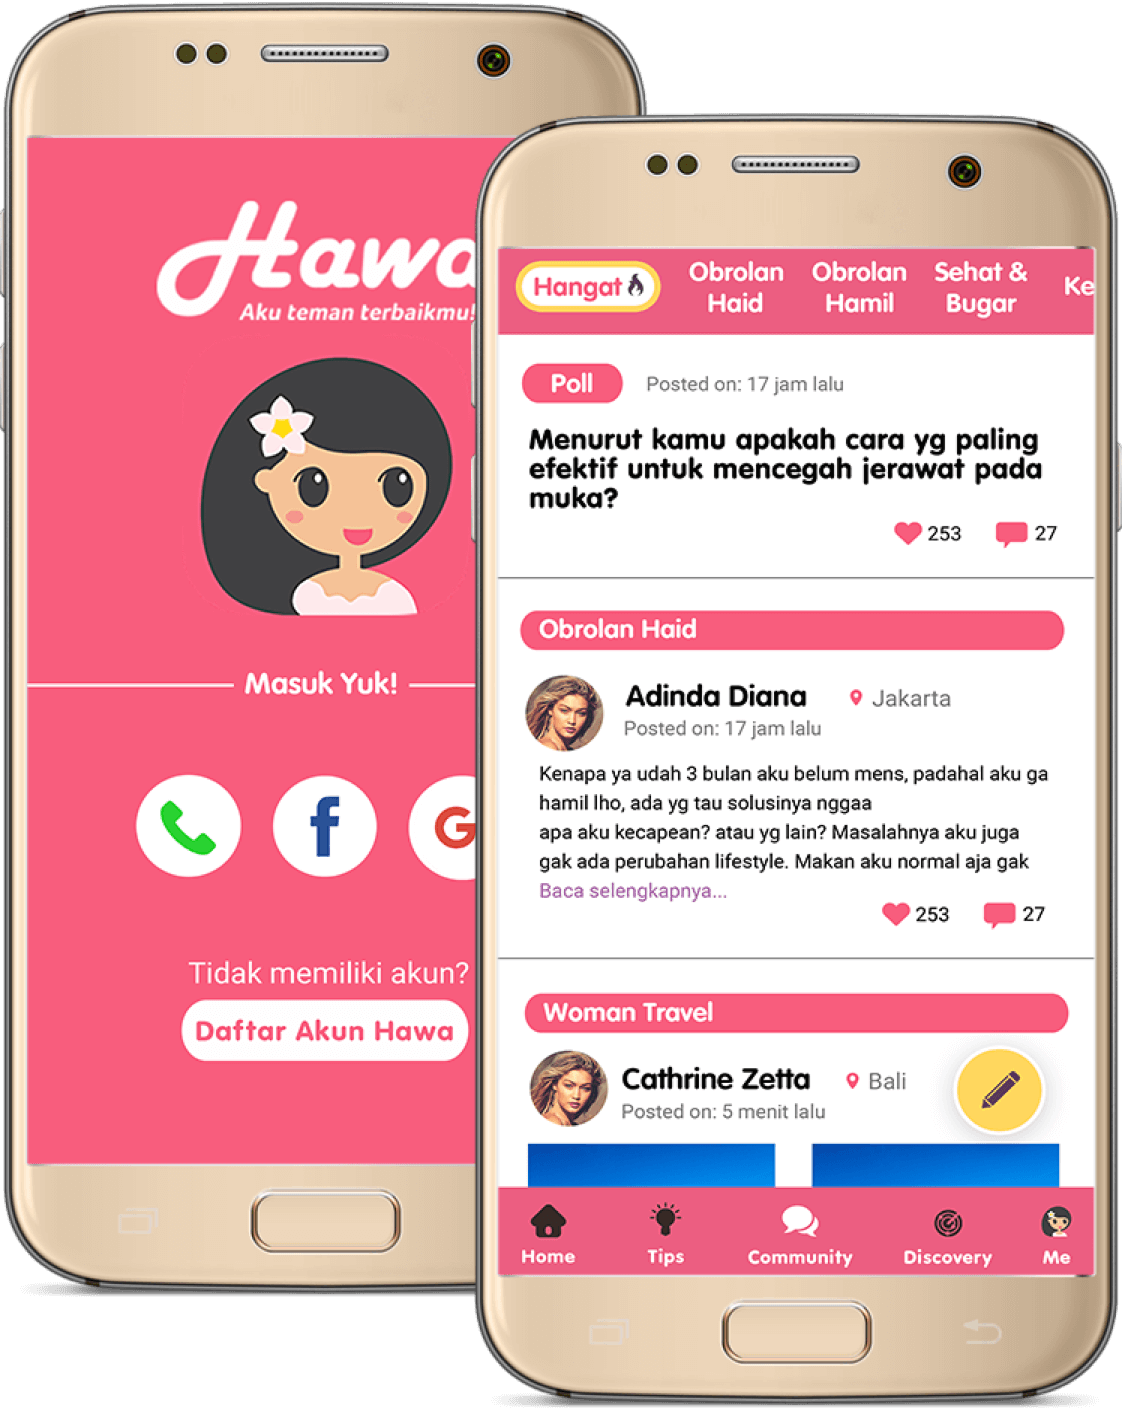 Hawa
Aku teman terbaikmu!
Masuk Yuk!
f
G
Tidak memiliki akun?
Daftar Akun Hawa
Hangat
Obrolan
Haid
Obrolan
Hamil
Sehat &
Bugar
Ke
Poll
Posted on: 17 jam lalu
Menurut kamu apakah cara yg paling
efektif untuk mencegah jerawat pada
muka?
253
27
Obrolan Haid
Adinda Diana
Jakarta
Posted on: 17 jam lalu
Kenapa ya udah 3 bulan aku belum mens, padahal aku ga
hamil lho, ada yg tau solusinya nggaa
apa aku kecapean? atau yg lain? Masalahnya aku juga
gak ada perubahan lifestyle. Makan aku normal aja gak
Baca selengkapnya...
253
27
Woman Travel
Cathrine Zetta
Bali
Posted on: 5 menit lalu
Home
Tips
Community
Discovery
Me